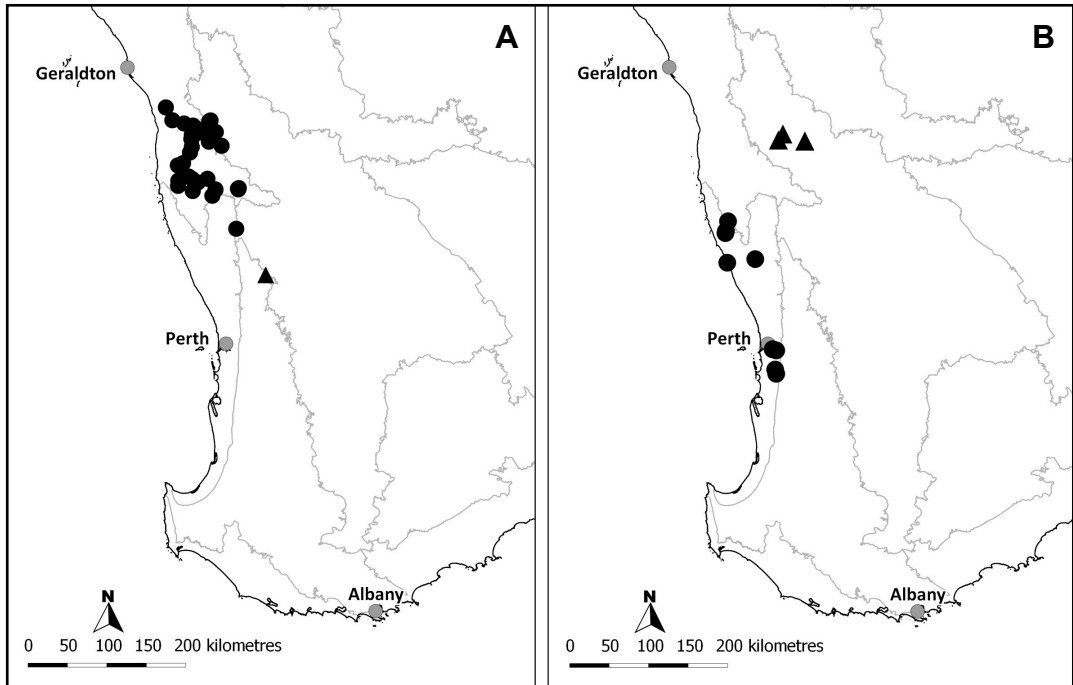 A
Geraldton
Perth
Albany
N
0 50 100 150 200 kilometres
B
Geraldton
Perth
Albany
N
0 50 100 150 200 kilometres